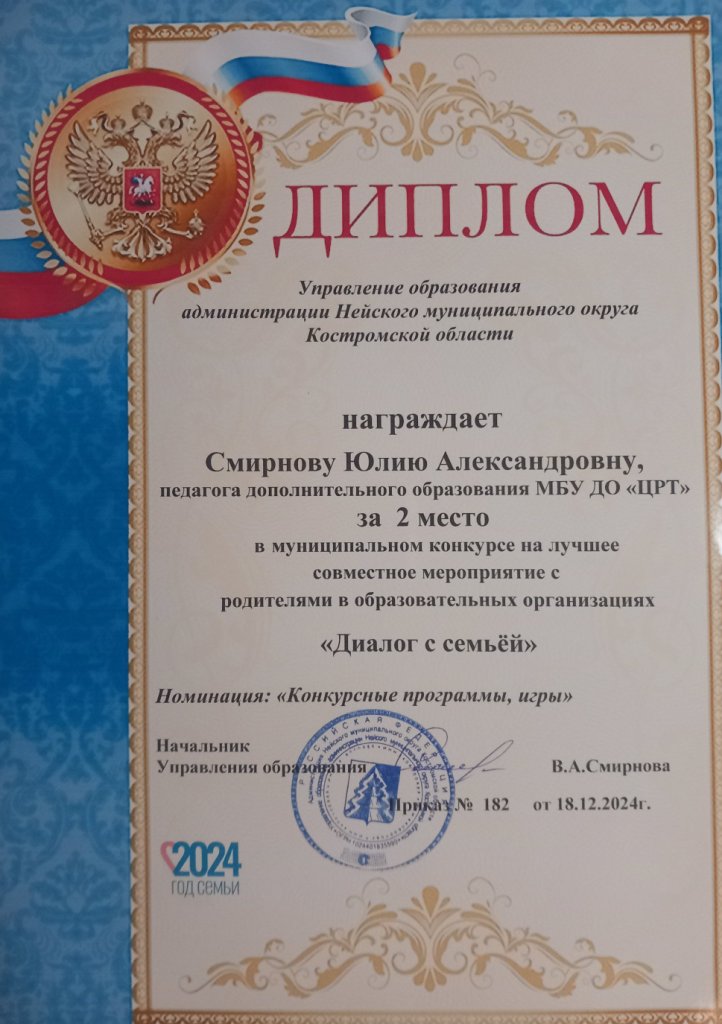 ДИПЛОМ
Управление образования
администрации Нейского муниципального округа
Костромской области
награждает
Смирнову Юлию Александровну,
педагога дополнительного образования МБУ ДО «ЦРТ»
за 2 место
в муниципальном конкурсе на лучшее
совместное мероприятие с
родителями в образовательных организациях
«Диалог с семьёй»
Номинация: «Конкурсные программы, игры»
Начальник
Управления образования
В.А.Смирнова
Приказ № 182 от 18.12.2024г.
РОССИЙСКАЯ ФЕДЕРАЦИЯ
2024
ГОД СЕМЬИ